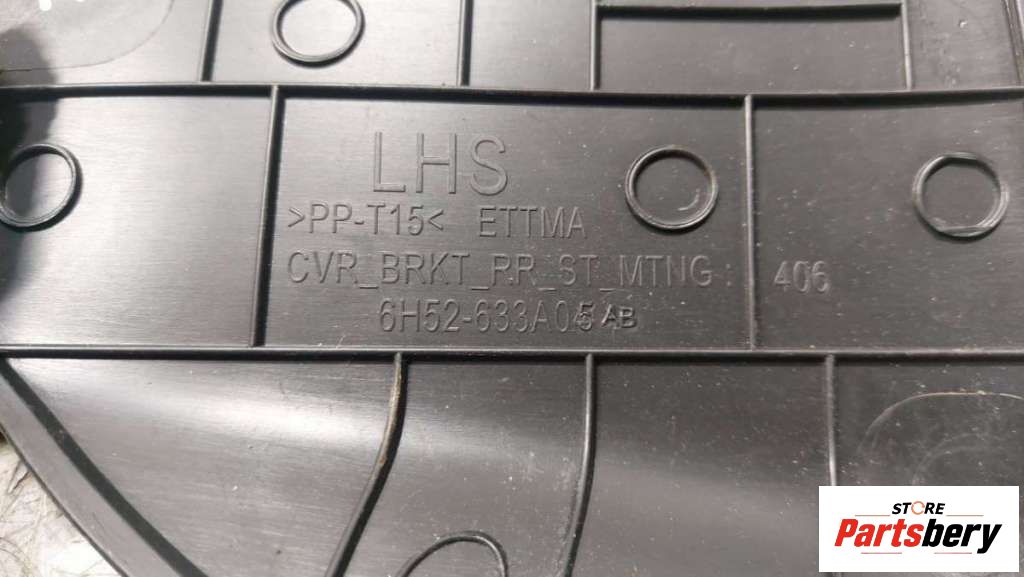 LHS
>PP-T15< ETTMA
CVR_BRKT_RR_ST_MTNG : 406
6H52-633A05 AB
STORE
Partsbery